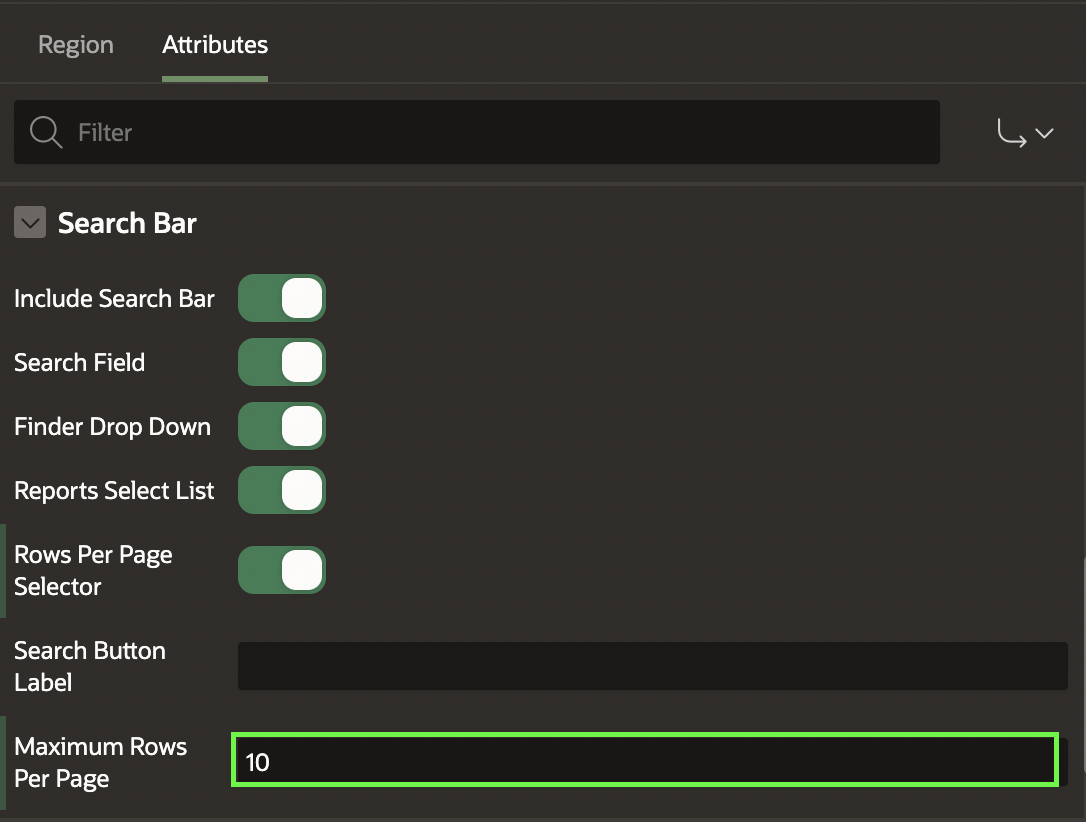 Region Attributes
Filter
Search Bar
Include Search Bar
Search Field
Finder Drop Down
Reports Select List
Rows Per Page
Selector
Search Button
Label
Maximum Rows
Per Page
10